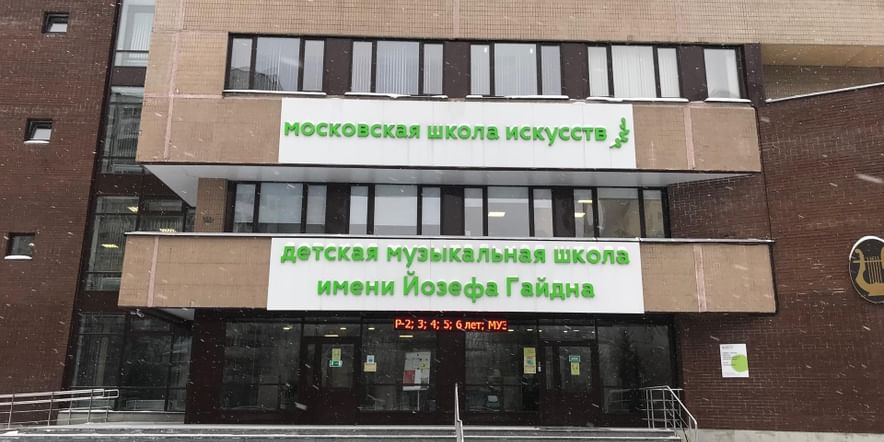 московская школа искусств
детская музыкальная школа
имени Йозефа Гайдна
Р-2; 3; 4; 5; 6 лет; МУЗ